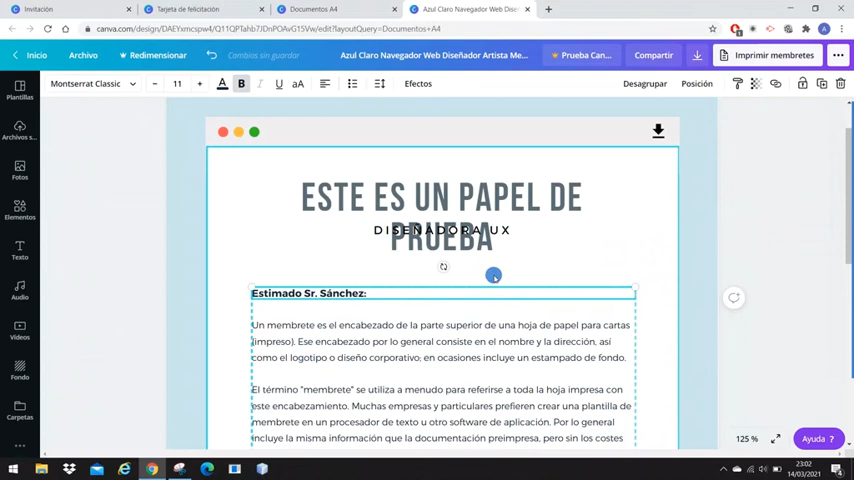 Invitación
Tarjeta de felicitación
Documentos A4
Azul Claro Navegador Web Diseñ
canva.com/design/DAEYxmcspw4/Q11QPTahb7JDnPOAvG5Vw/edit?layoutQuery=Documentos+A4
Inicio
Archivo
Redimensionar
Cambios sin guardar
Azul Claro Navegador Web Diseñador Artista Me...
Prueba Can...
Compartir
Imprimir membretes
Montserrat Classic
– 11 +
A B I U aA
Efectos
Desagrupar
Posición
Plantillas
Archivos s...
Fotos
Elementos
Texto
Audio
Videos
Fondo
Carpetas
ESTE ES UN PAPEL DE
PRUEBA
DISEÑADORA UX
Estimado Sr. Sánchez:
Un membrete es el encabezado de la parte superior de una hoja de papel para cartas
(impreso). Ese encabezado por lo general consiste en el nombre y la dirección, así
como el logotipo o diseño corporativo; en ocasiones incluye un estampado de fondo.
El término "membrete" se utiliza a menudo para referirse a toda la hoja impresa con
este encabezamiento. Muchas empresas y particulares prefieren crear una plantilla de
membrete en un procesador de texto u otro software de aplicación. Por lo general
incluye la misma información que la documentación preimpresa, pero sin los costes
125 %
Ayuda ?
23:02
14/03/2021